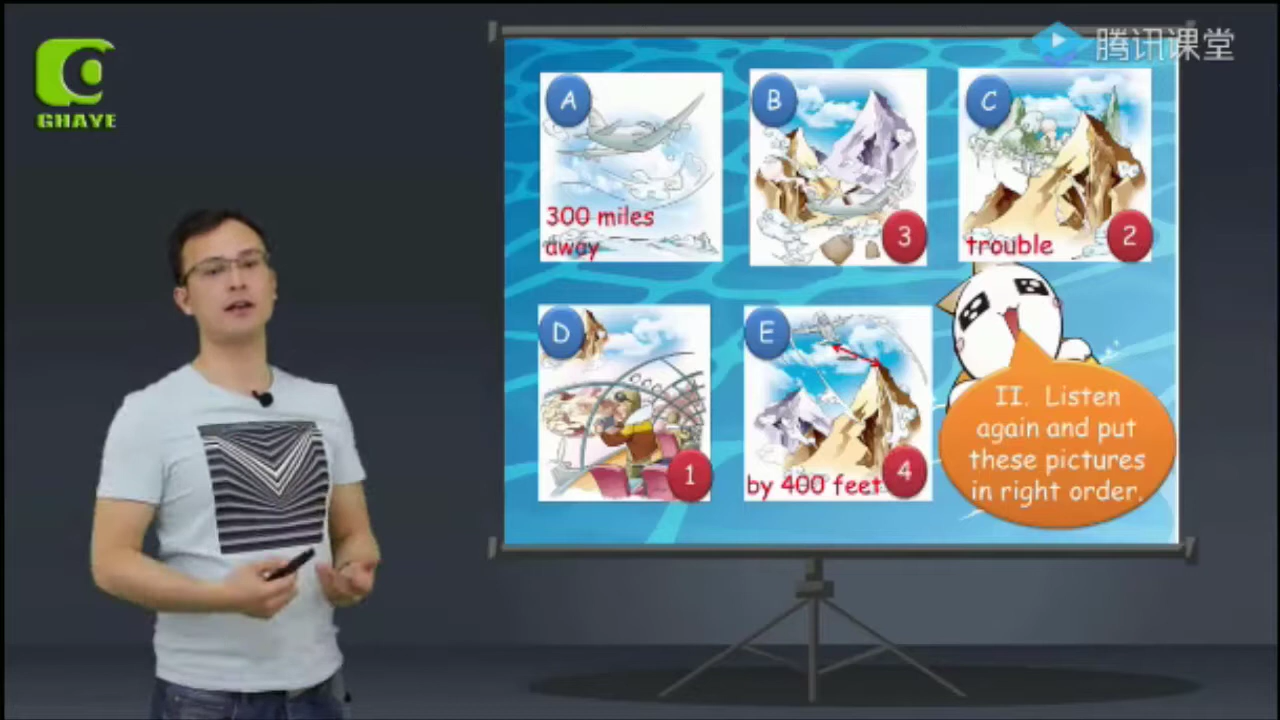 GHAYE
腾讯课堂
A
300 miles
away
B
3
C
trouble
2
D
1
E
by 400 feet
4
II. Listen
again and put
these pictures
in right order.